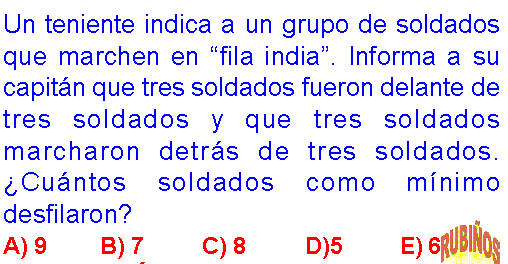 Un teniente indica a un grupo de soldados
que marchen en “fila india”. Informa a su
capitán que tres soldados fueron delante de
tres soldados y que tres soldados
marcharon detrás de tres soldados.
¿Cuántos soldados como mínimo
desfilaron?
A) 9 B) 7 C) 8 D)5 E) 6
RUBIÑOS